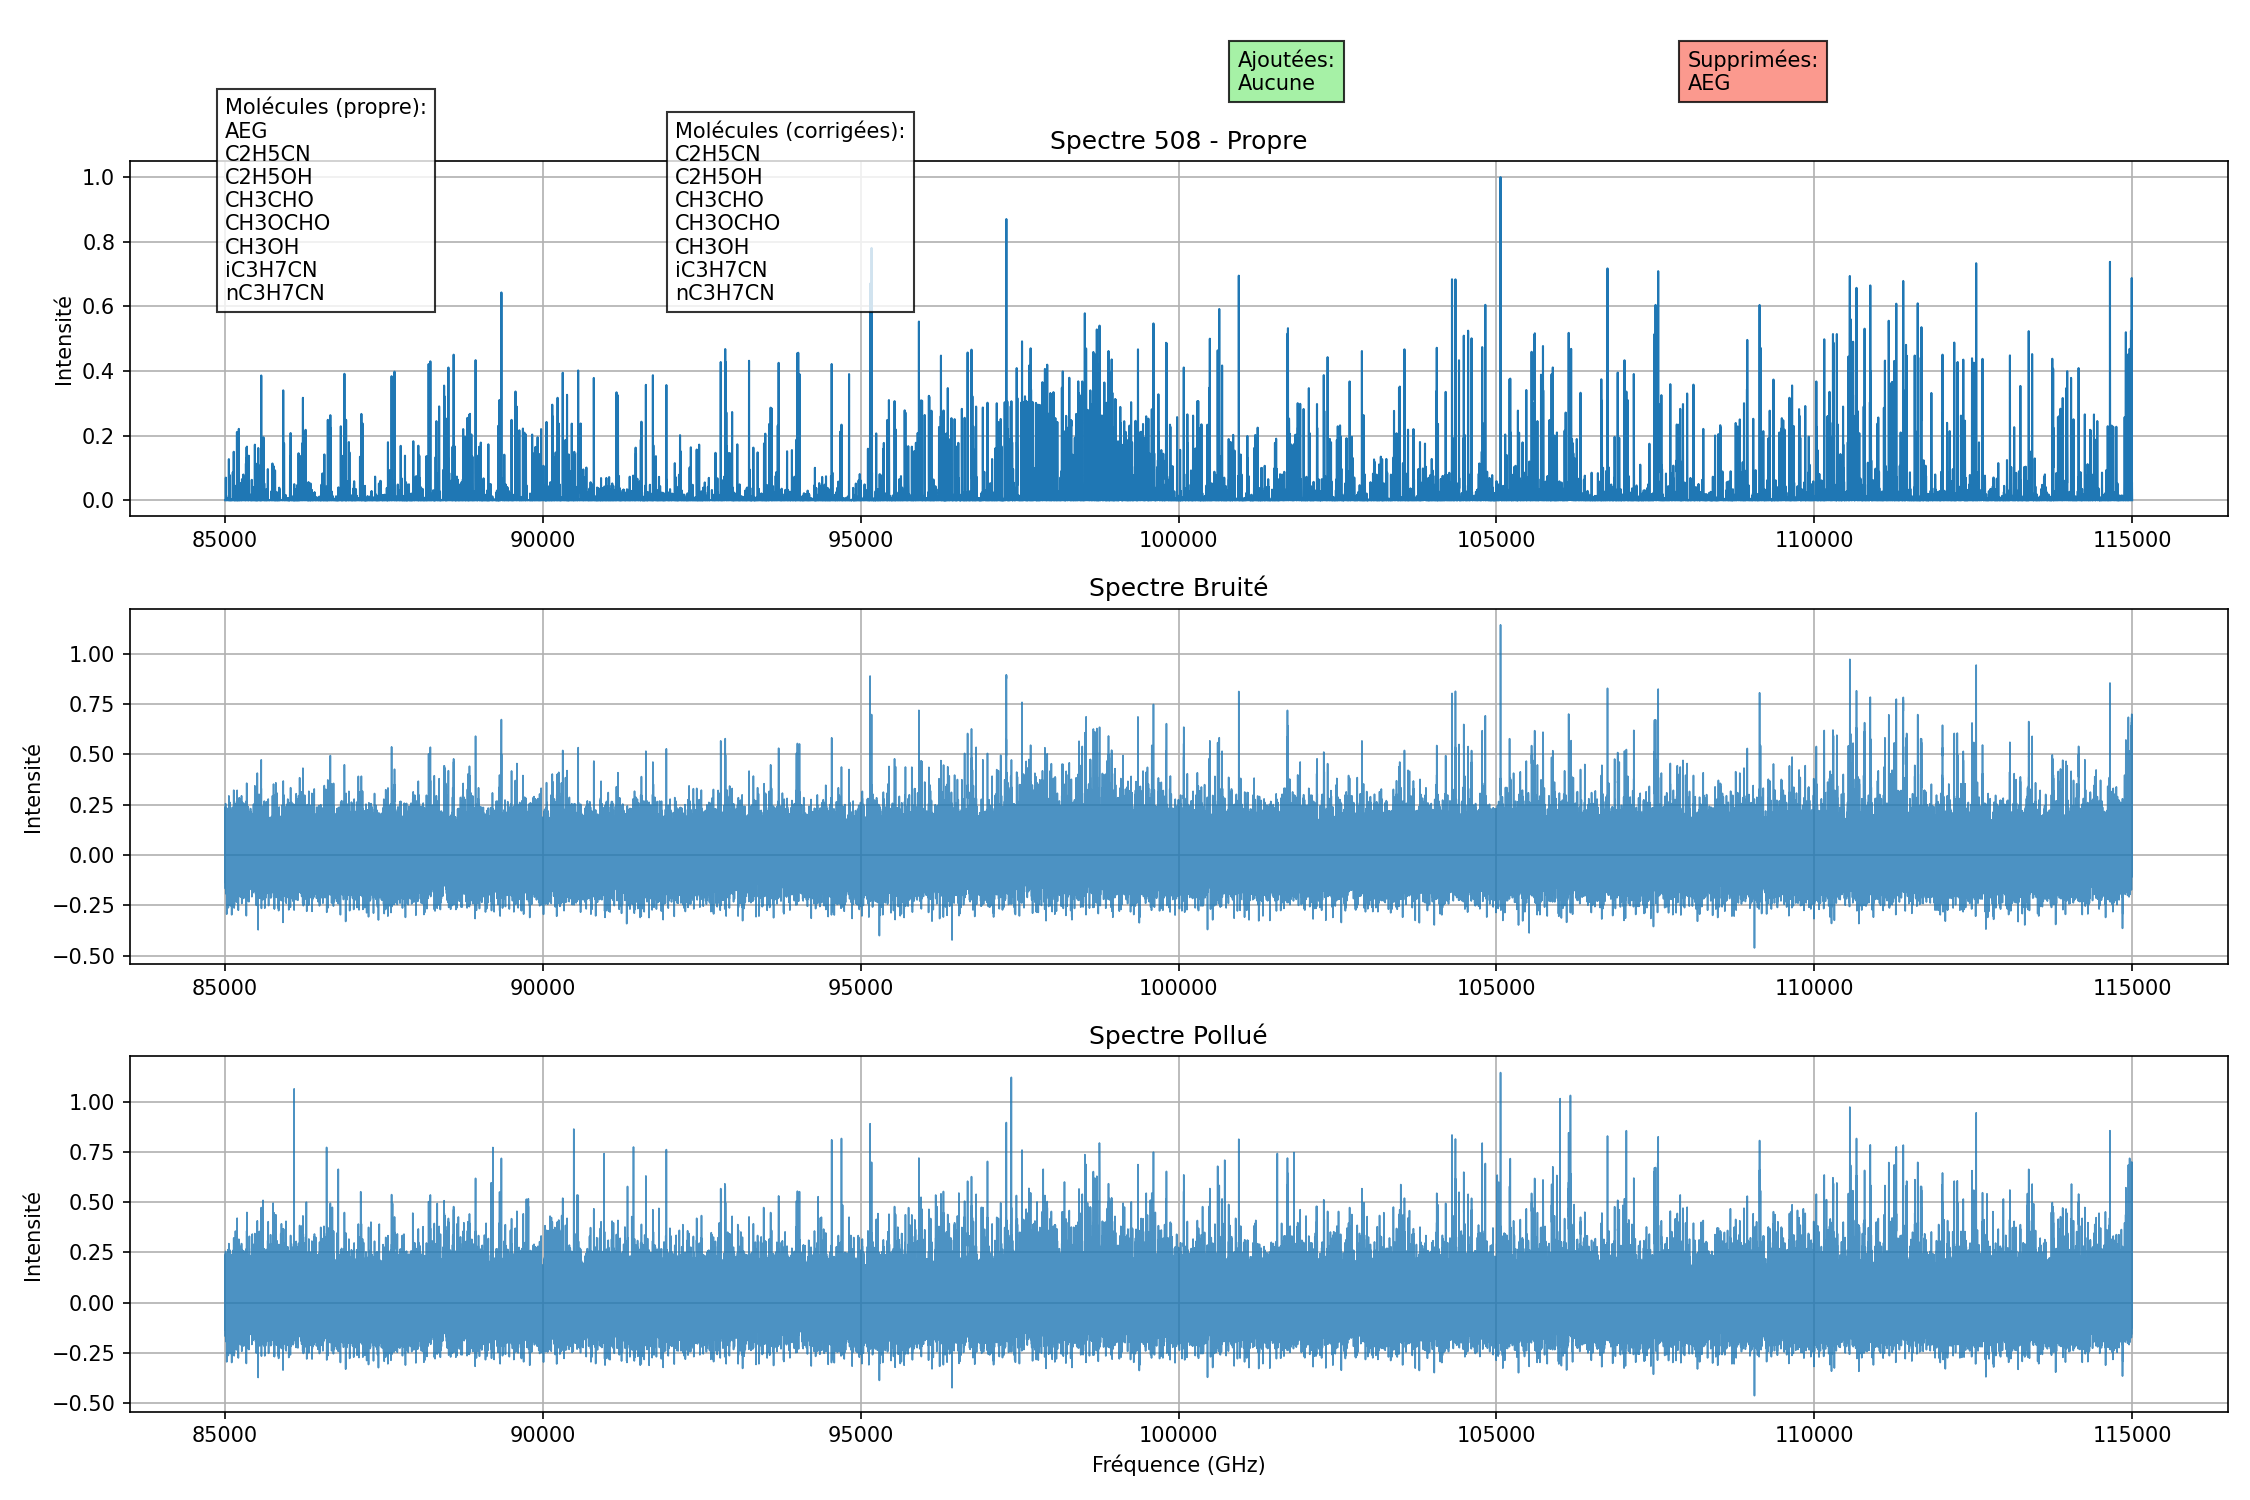 Ajoutées:
Aucune
Supprimées:
AEG
Molécules (propre):
AEG
C2H5CN
C2H5OH
CH3CHO
CH3OCHO
CH3OH
iC3H7CN
nC3H7CN
Molécules (corrigées):
C2H5CN
C2H5OH
CH3CHO
CH3OCHO
CH3OH
iC3H7CN
nC3H7CN
Spectre 508 - Propre
Intensité
1.0
0.8
0.6
0.4
0.2
0.0
85000 90000 95000 100000 105000 110000 115000
Spectre Bruité
Intensité
1.00
0.75
0.50
0.25
0.00
−0.25
−0.50
85000 90000 95000 100000 105000 110000 115000
Spectre Pollué
Intensité
1.00
0.75
0.50
0.25
0.00
−0.25
−0.50
85000 90000 95000 100000 105000 110000 115000
Fréquence (GHz)